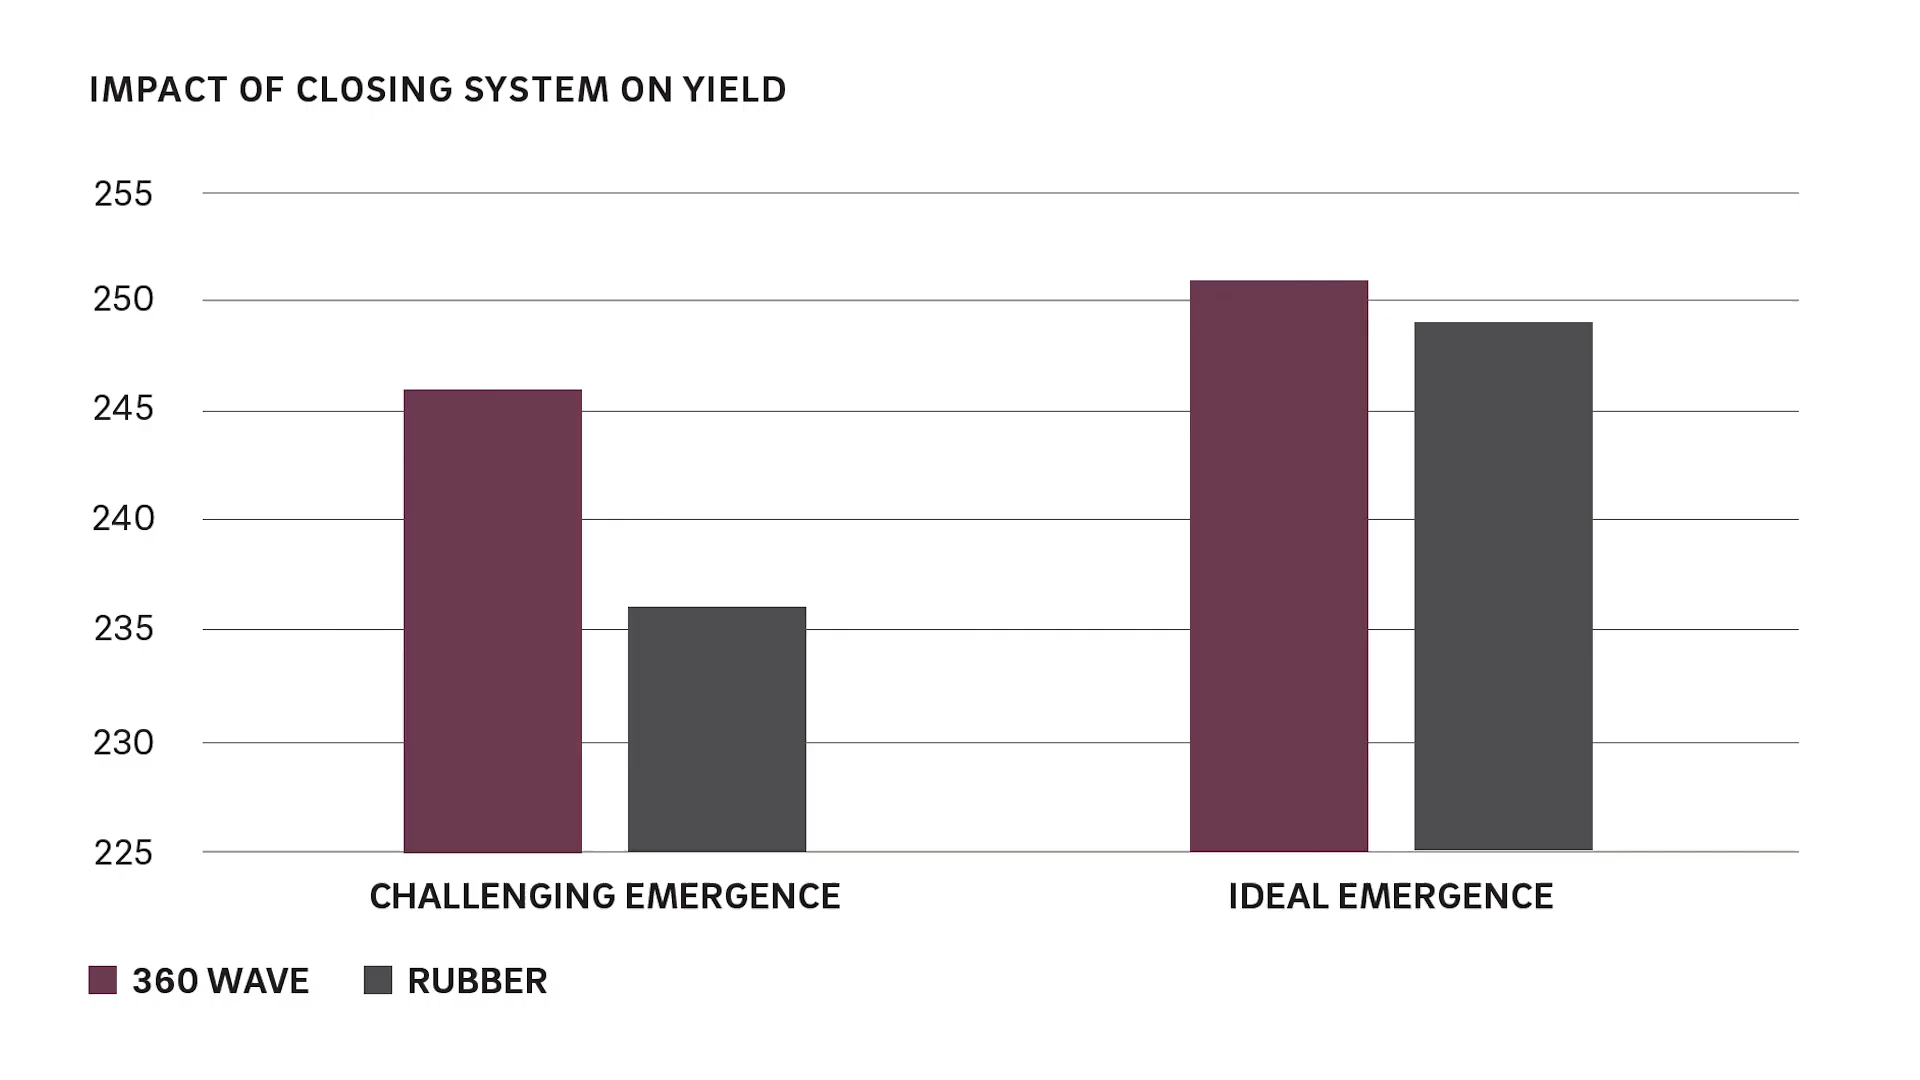 IMPACT OF CLOSING SYSTEM ON YIELD
255
250
245
240
235
230
225
CHALLENGING EMERGENCE IDEAL EMERGENCE
360 WAVE RUBBER